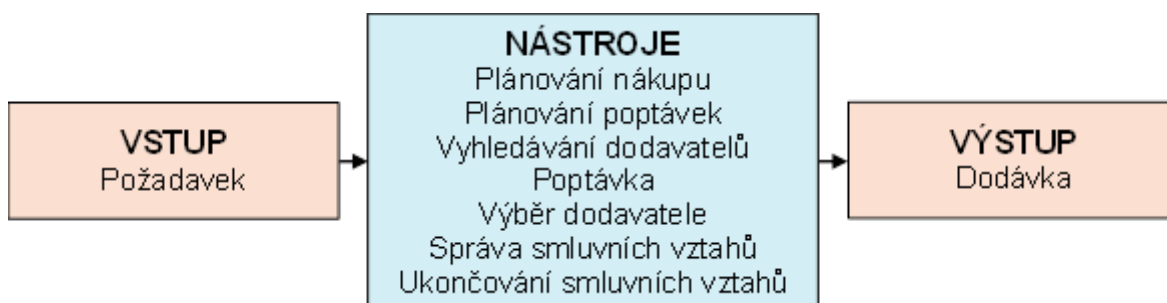 VSTUP
Požadavek
NÁSTROJE
Plánování nákupu
Plánování poptávek
Vyhledávání dodavatelů
Poptávka
Výběr dodavatele
Správa smluvních vztahů
Ukončování smluvních vztahů
VÝSTUP
Dodávka